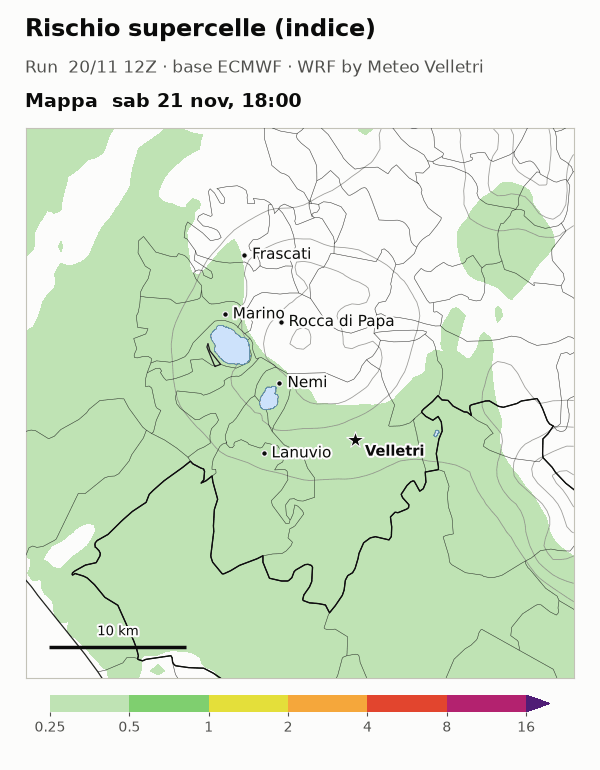 Rischio supercelle (indice)
Run  20/11 12Z · base ECMWF · WRF by Meteo Velletri
Mappa  sab 21 nov, 18:00
Frascati
Marino
Rocca di Papa
Nemi
Velletri
Lanuvio
10 km
0.25 0.5 1 2 4 8 16